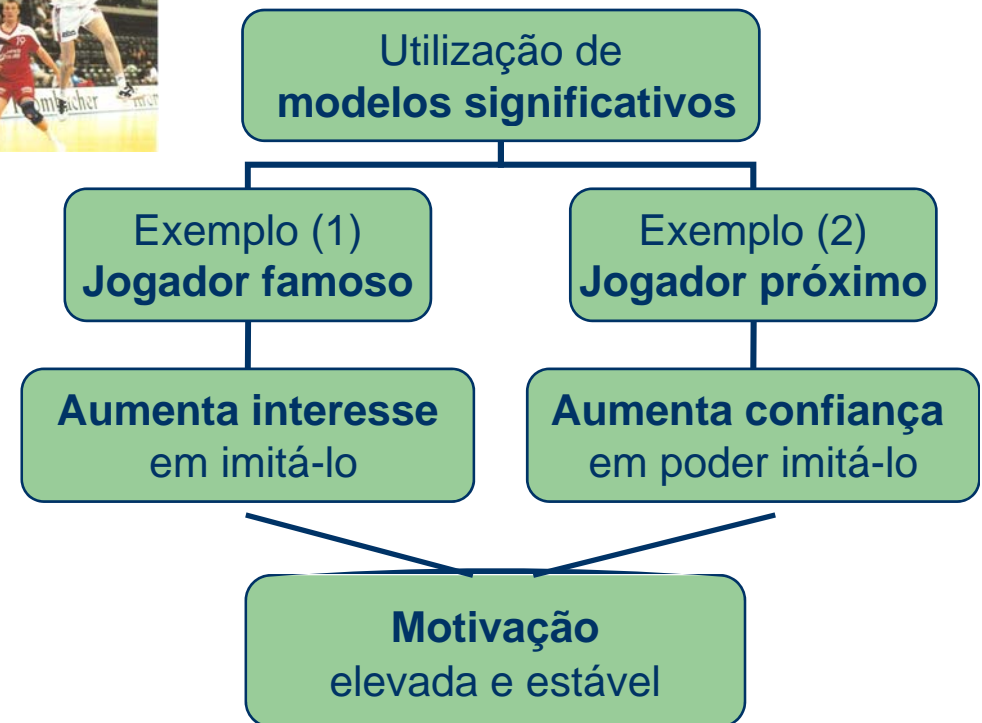 19
Utilização de
modelos significativos
Exemplo (1)
Jogador famoso
Exemplo (2)
Jogador próximo
Aumenta interesse
em imitá-lo
Aumenta confiança
em poder imitá-lo
Motivação
elevada e estável